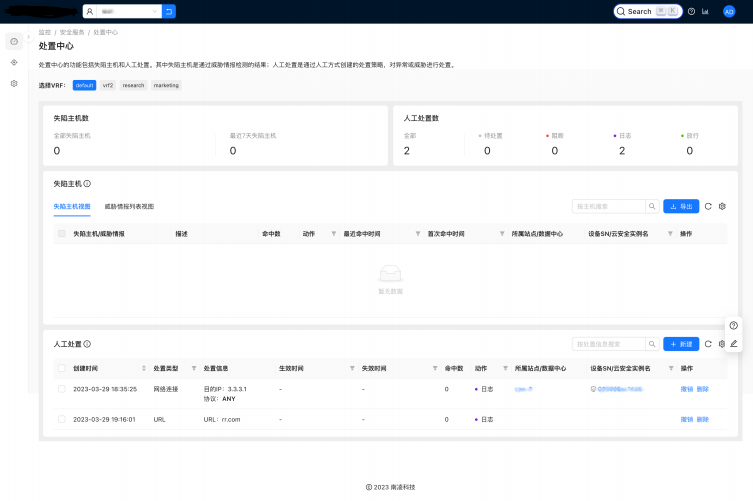 Search ⌘ K
AD
监控 / 安全服务 / 处置中心
处置中心
处置中心的功能包括失陷主机和人工处置。其中失陷主机是通过威胁情报检测的结果；人工处置是通过人工方式创建的处置策略，对异常或威胁进行处置。
选择VRF： default vrf2 research marketing
失陷主机数
全部失陷主机 最近7天失陷主机
0 0
人工处置数
全部 待处置 阻断 日志 放行
2 0 0 2 0
失陷主机
失陷主机视图 威胁情报列表视图 按主机搜索 导出
失陷主机/威胁情报 描述 命中数 动作 最近命中时间 首次命中时间 所属站点/数据中心 设备SN/云安全实例名 操作
暂无数据
人工处置 按处置信息搜索 + 新建
创建时间 处置类型 处置信息 生效时间 失效时间 命中数 动作 所属站点/数据中心 设备SN/云安全实例名 操作
2023-03-29 18:35:25 网络连接 目的IP：3.3.3.1 - - 0 日志 撤销 删除
协议：ANY
2023-03-29 19:16:01 URL URL：rr.com - - 0 日志 撤销 删除
© 2023 南凌科技